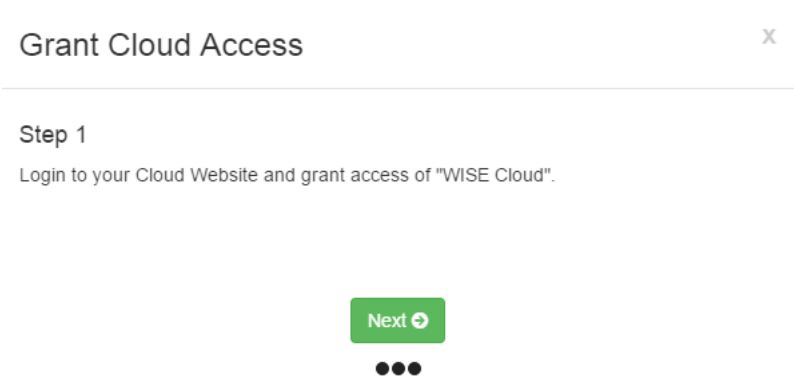 Grant Cloud Access
x
Step 1
Login to your Cloud Website and grant access of "WISE Cloud".
Next